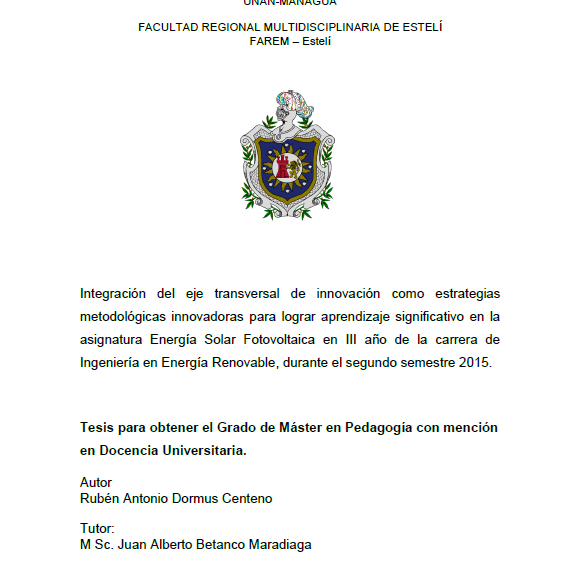 UNAN-MANAGUA
FACULTAD REGIONAL MULTIDISCIPLINARIA DE ESTELÍ
FAREM – Estelí
Integración del eje transversal de innovación como estrategias
metodológicas innovadoras para lograr aprendizaje significativo en la
asignatura Energía Solar Fotovoltaica en III año de la carrera de
Ingeniería en Energía Renovable, durante el segundo semestre 2015.
Tesis para obtener el Grado de Máster en Pedagogía con mención
en Docencia Universitaria.
Autor
Rubén Antonio Dormus Centeno
Tutor:
M Sc. Juan Alberto Betanco Maradiaga